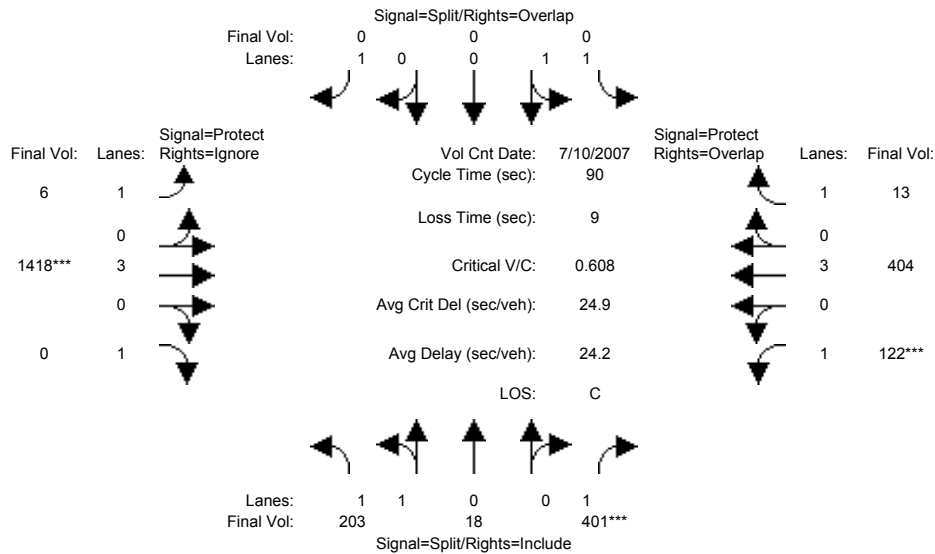 Signal=Split/Rights=Overlap
Final Vol: 0 0 0
Lanes: 1 0 0 1 1
Signal=Protect Signal=Protect
Final Vol: Lanes: Rights=Ignore Vol Cnt Date: 7/10/2007 Rights=Overlap Lanes: Final Vol:
Cycle Time (sec): 90
6 1 1 13
Loss Time (sec): 9
0 0
1418*** 3 Critical V/C: 0.608 3 404
0 Avg Crit Del (sec/veh): 24.9 0
0 1 Avg Delay (sec/veh): 24.2 1 122***
LOS: C
Lanes: 1 1 0 0 1
Final Vol: 203 18 401***
Signal=Split/Rights=Include